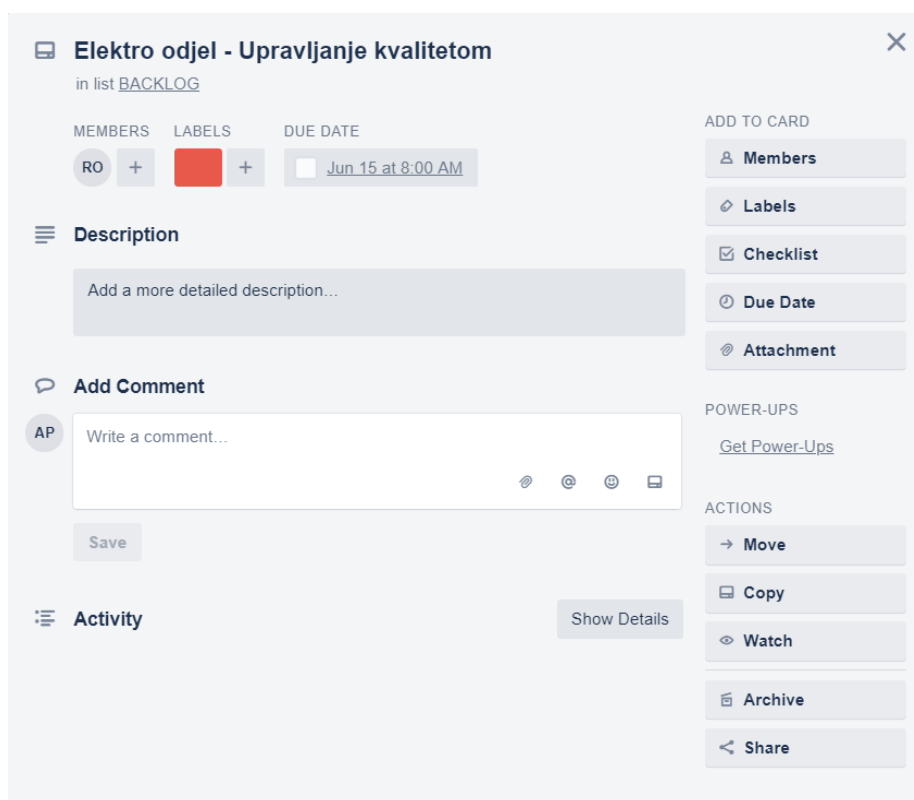 Elektro odjel - Upravljanje kvalitetom
in list BACKLOG
MEMBERS
LABELS
DUE DATE
RO
+
+
Jun 15 at 8:00 AM
Description
Add a more detailed description…
Add Comment
AP
Write a comment…
Save
Activity
Show Details
ADD TO CARD
Members
Labels
Checklist
Due Date
Attachment
POWER-UPS
Get Power-Ups
ACTIONS
Move
Copy
Watch
Archive
Share